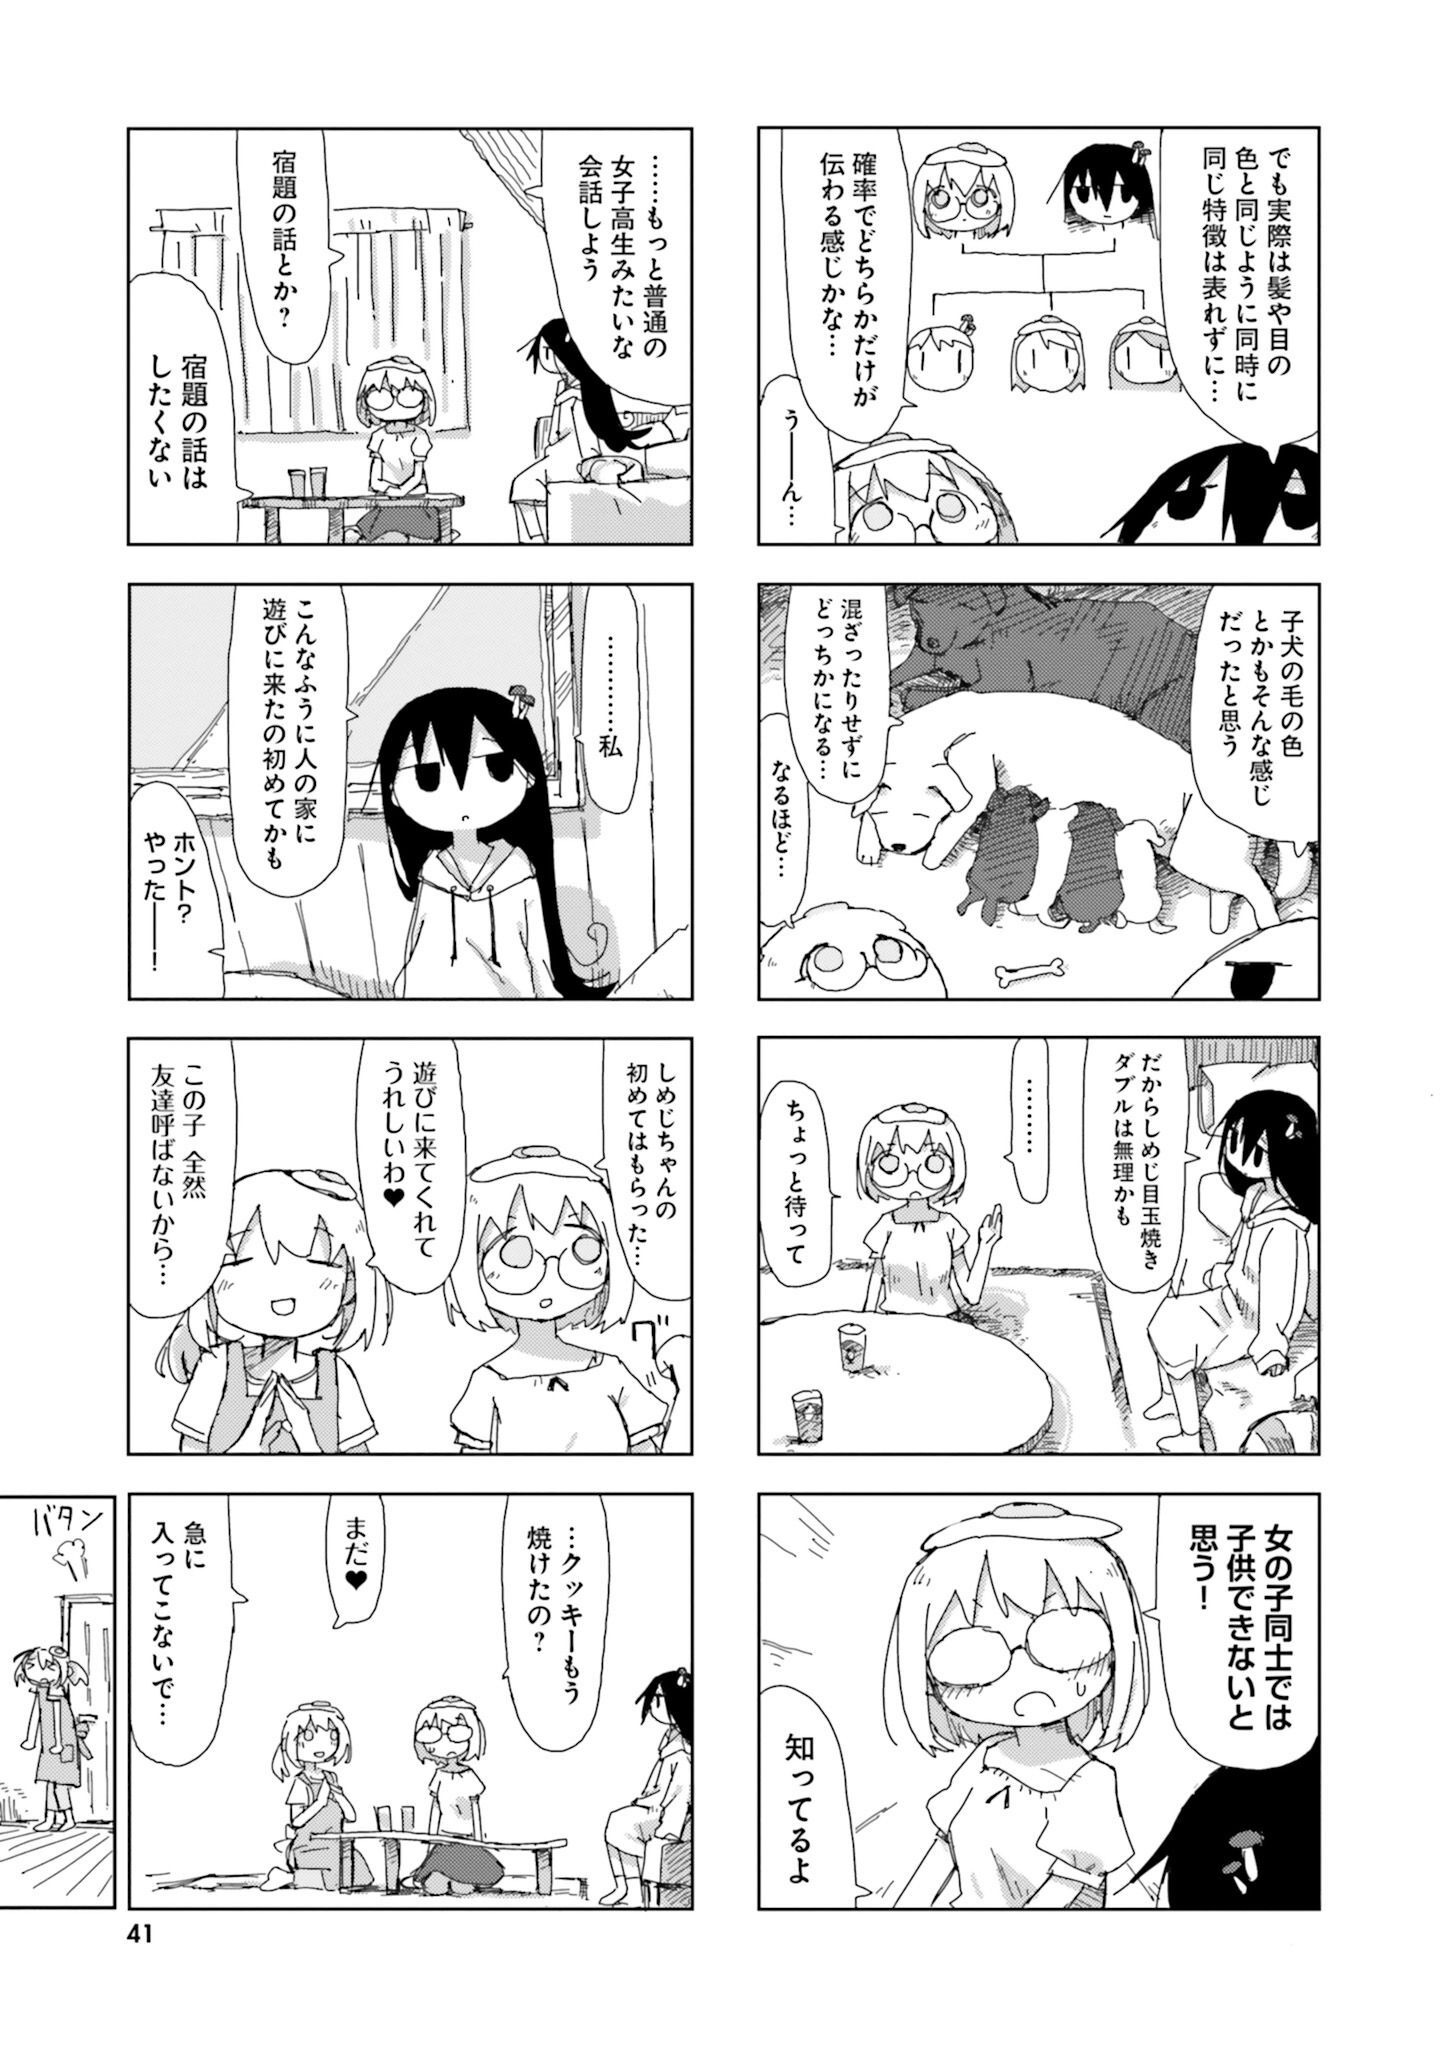 でも実際は髪や目の
色と同じように同時に
同じ特徴は表れずに…
確率でどちらかだけが
伝わる感じかな…
うーーん…
子犬の毛の色
とかもそんな感じ
だったと思う
混ざったりせずに
どっちかになる…
なるほど…
だからしめじ目玉焼き
ダブルは無理かも
………
ちょっと待って
女の子同士では
子供できないと
思う！
知ってるよ
……もっと普通の
女子高生みたいな
会話しよう
宿題の話とか？
宿題の話は
したくない
…………私
こんなふうに人の家に
遊びに来たの初めてかも
ホント？
やったーー！
しめじちゃんの
初めてはもらった…
遊びに来てくれて
うれしいわ♥
この子 全然
友達呼ばないから…
…クッキーもう
焼けたの？
まだ♥
急に
入ってこないで…
バタン
41